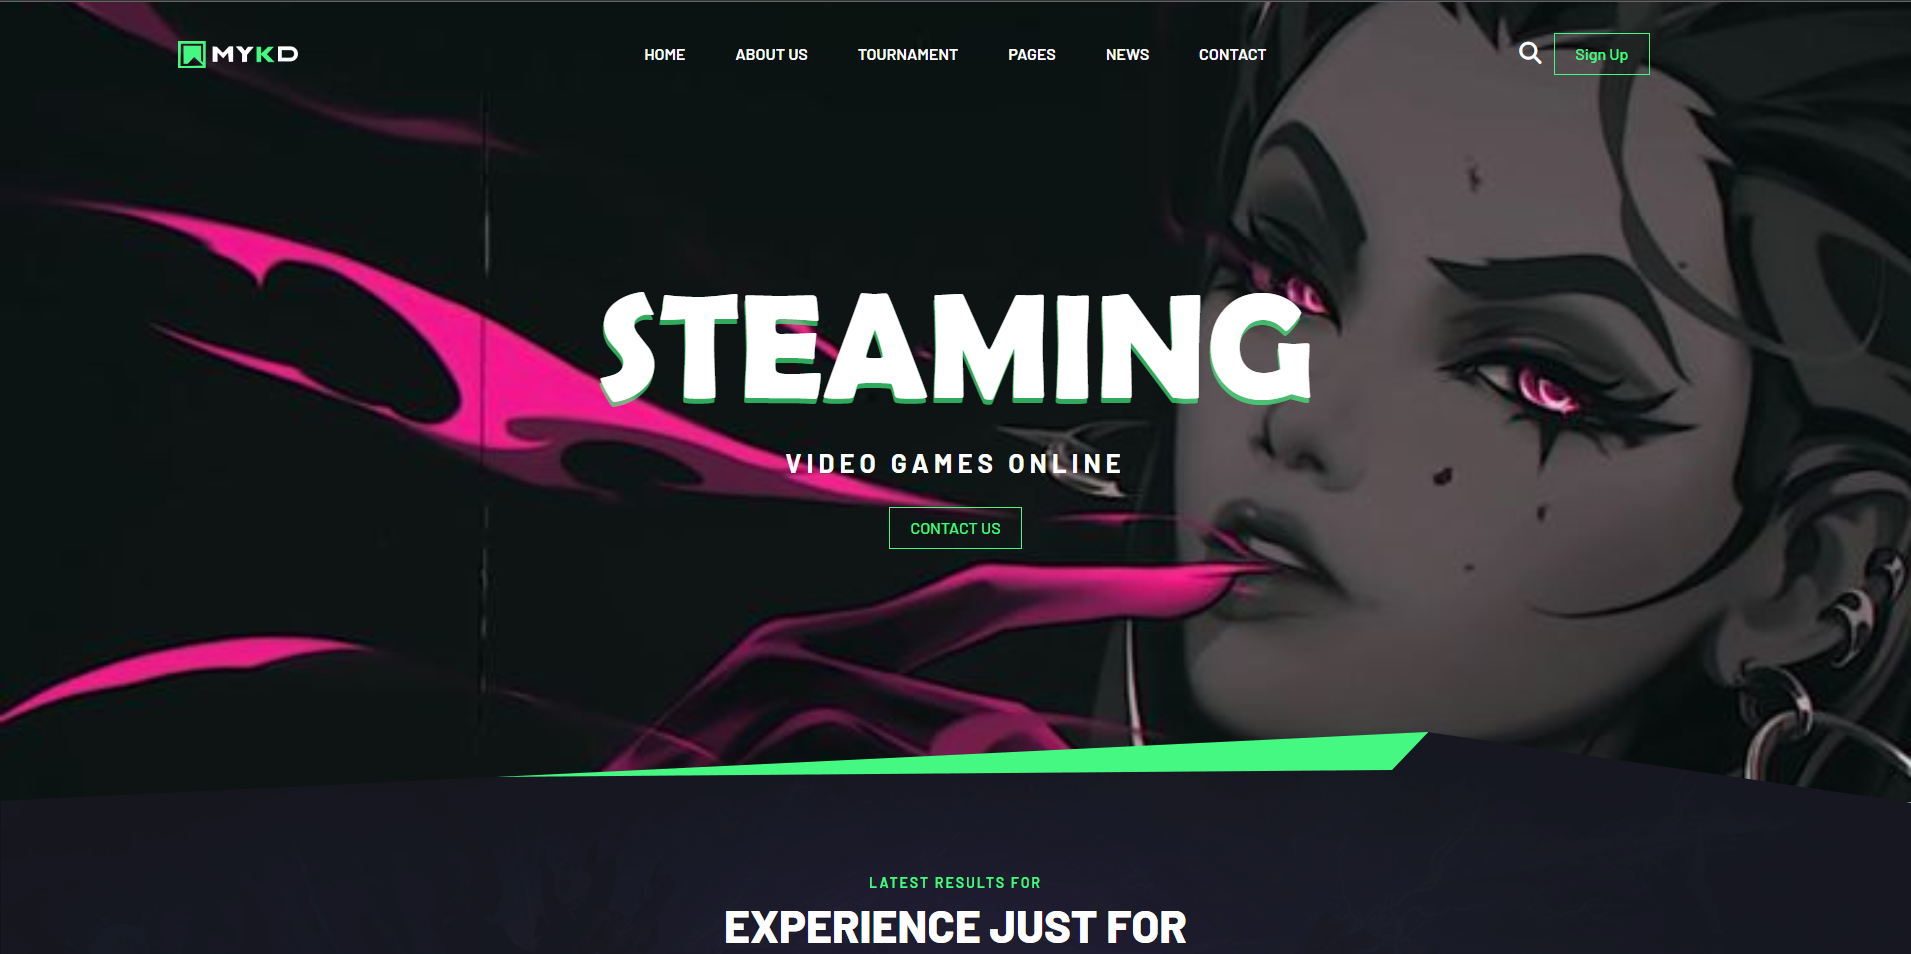 MYKD
HOME ABOUT US TOURNAMENT PAGES NEWS CONTACT
Sign Up
STEAMING
VIDEO GAMES ONLINE
CONTACT US
LATEST RESULTS FOR
EXPERIENCE JUST FOR